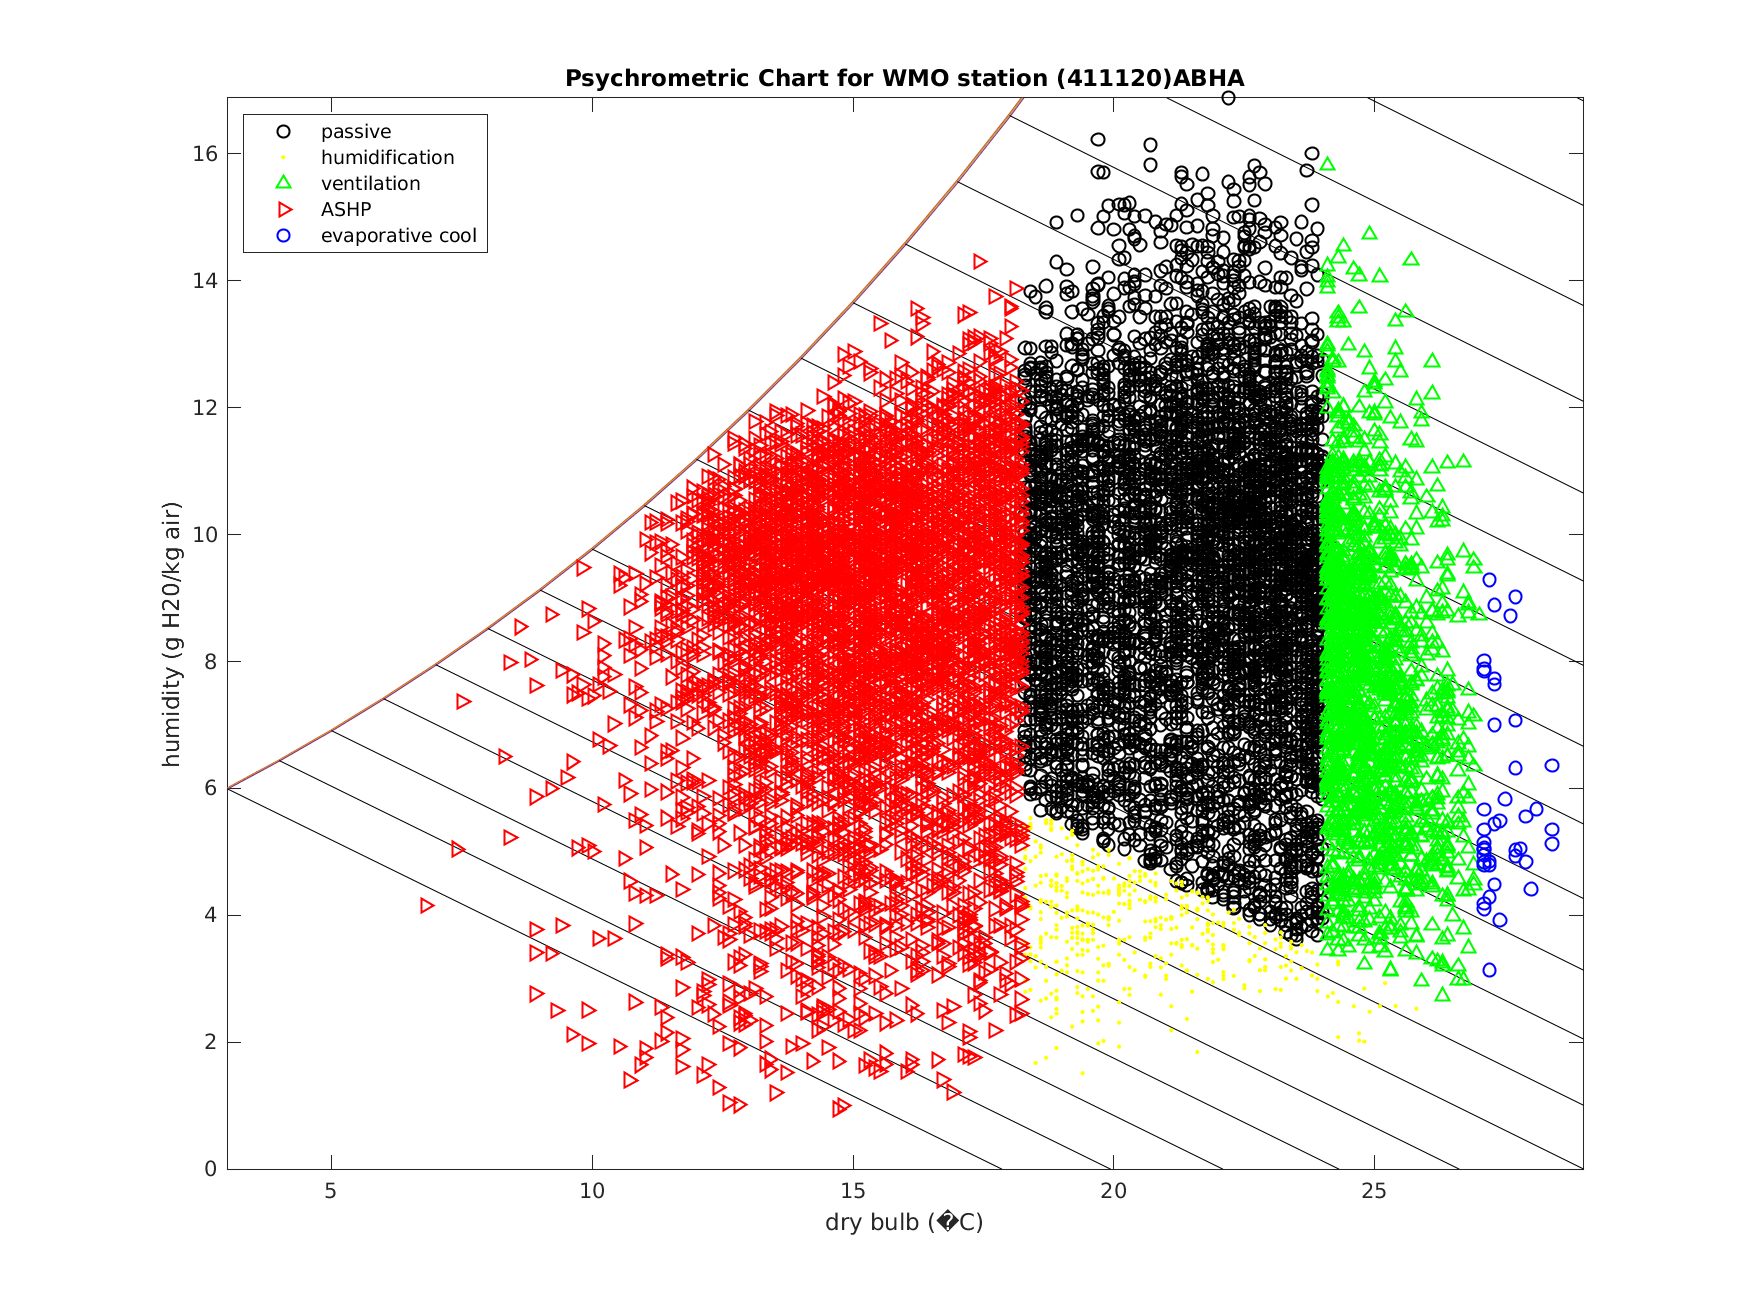 Psychrometric Chart for WMO station (411120)ABHA
passive
humidification
ventilation
ASHP
evaporative cool
humidity (g H20/kg air)
16
14
12
10
8
6
4
2
0
5 10 15 20 25
dry bulb (�C)